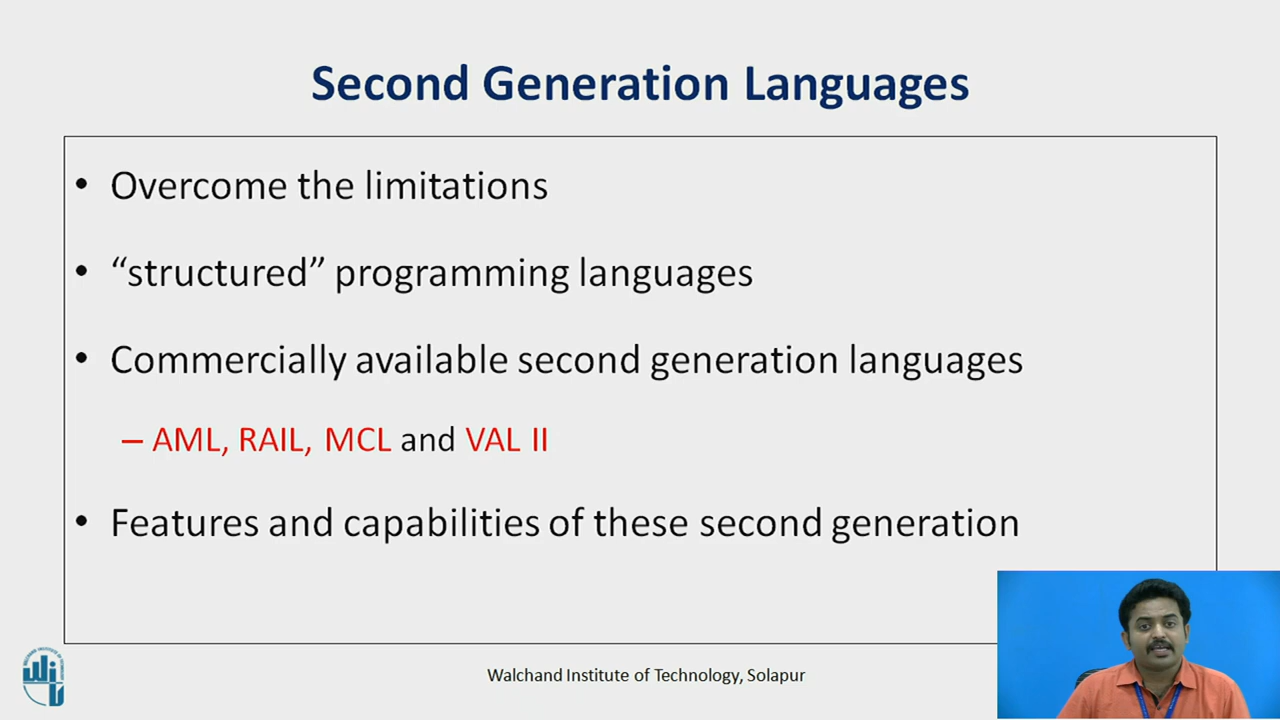 Second Generation Languages
• Overcome the limitations
• “structured” programming languages
• Commercially available second generation languages
– AML, RAIL, MCL and VAL II
• Features and capabilities of these second generation
Walchand Institute of Technology, Solapur